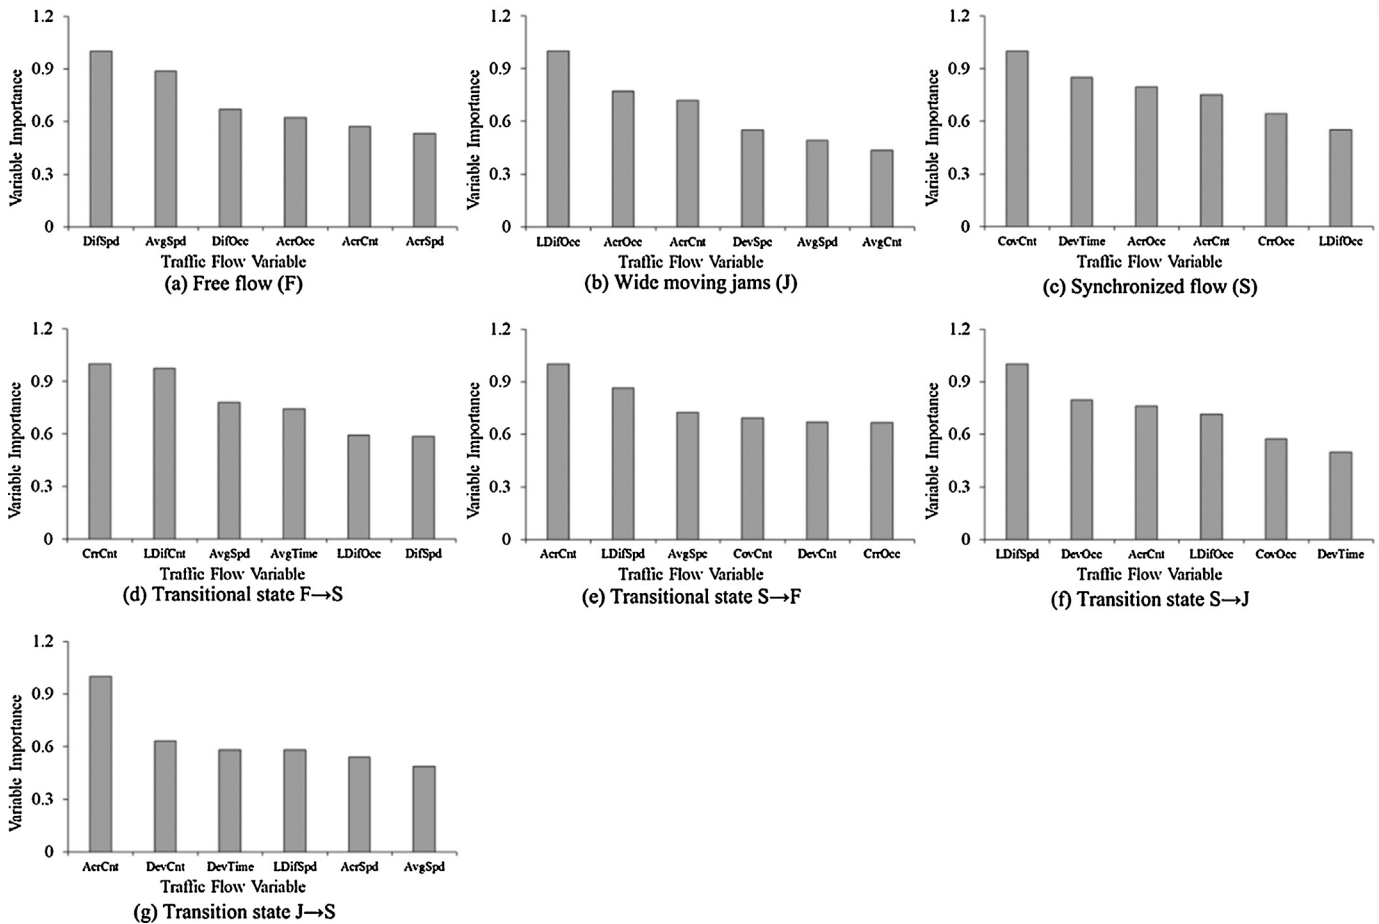 1.2
0.9
0.6
0.3
0
Variable Importance
DifSpd AvgSpd DifOcc AcrOcc AcrCnt AcrSpd
Traffic Flow Variable
(a) Free flow (F)
1.2
0.9
0.6
0.3
0
Variable Importance
LDifOcc AcrOcc AcrCnt DevSpc AvgSpd AvgCnt
Traffic Flow Variable
(b) Wide moving jams (J)
1.2
0.9
0.6
0.3
0
Variable Importance
CovCnt DevTime AcrOcc AcrCnt CrrOcc LDifOcc
Traffic Flow Variable
(c) Synchronized flow (S)
1.2
0.9
0.6
0.3
0
Variable Importance
CrrCnt LDifCnt AvgSpd AvgTime LDifOcc DifSpd
Traffic Flow Variable
(d) Transitional state F→S
1.2
0.9
0.6
0.3
0
Variable Importance
AcrCnt LDifSpd AvgSpc CovCnt DevCnt CrrOcc
Traffic Flow Variable
(e) Transitional state S→F
1.2
0.9
0.6
0.3
0
Variable Importance
LDifSpd DevOcc AcrCnt LDifOcc CovOcc DevTime
Traffic Flow Variable
(f) Transition state S→J
1.2
0.9
0.6
0.3
0
Variable Importance
AcrCnt DevCnt DevTime LDifSpd AcrSpd AvgSpd
Traffic Flow Variable
(g) Transition state J→S